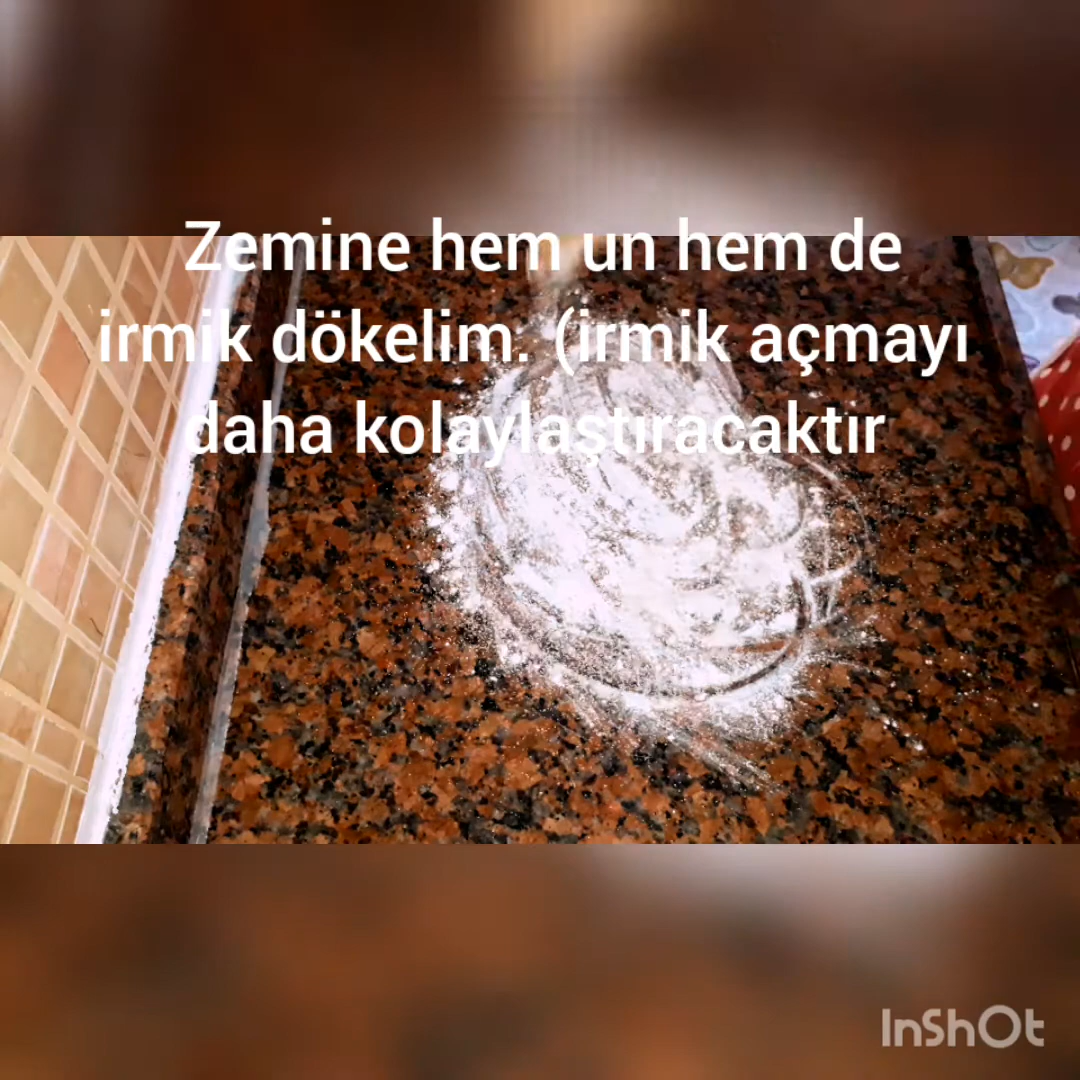 Zemine hem un hem de
irmik dökelim. (irmik açmayı
daha kolaylaştıracaktır
InShOt